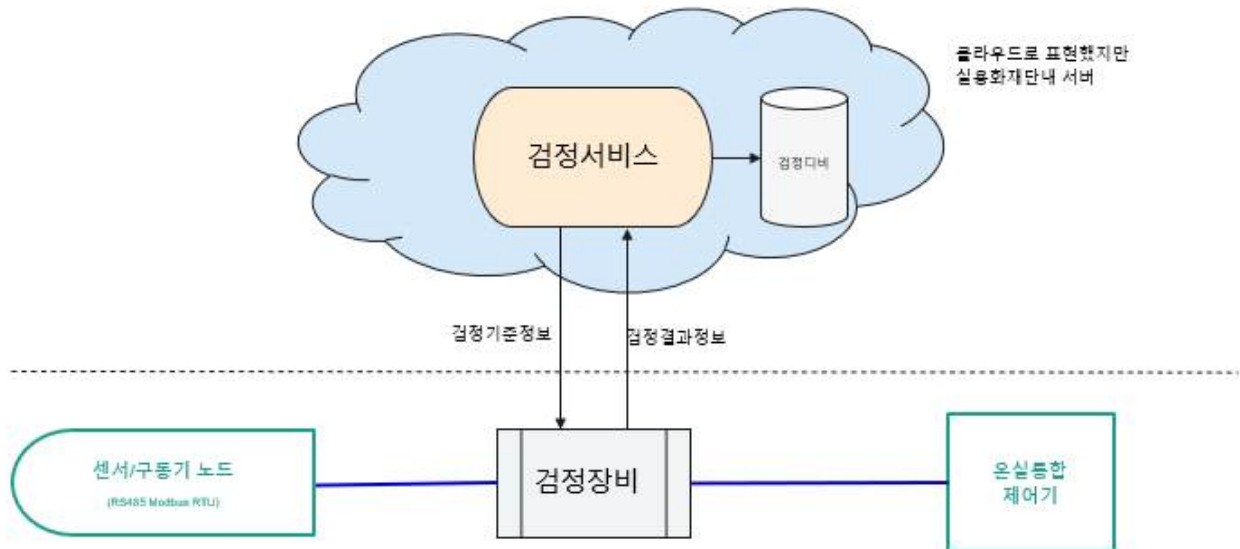 클라우드로 표현했지만
실용화재단내 서버
검정서비스
검정디비
검정기준정보
검정결과정보
센서/구동기 노드
(RS485 Modbus RTU)
검정장비
온실통합
제어기